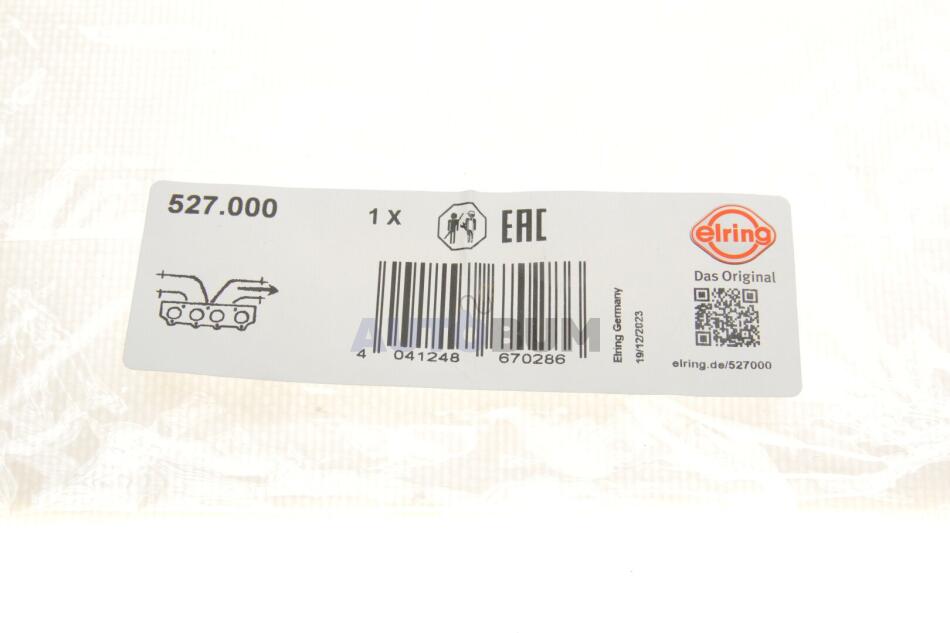 527.000
1 X
EAC
elring
Das Original
AUTOBUM
4 041248 670286
Elring Germany
19/12/2023
elring.de/527000